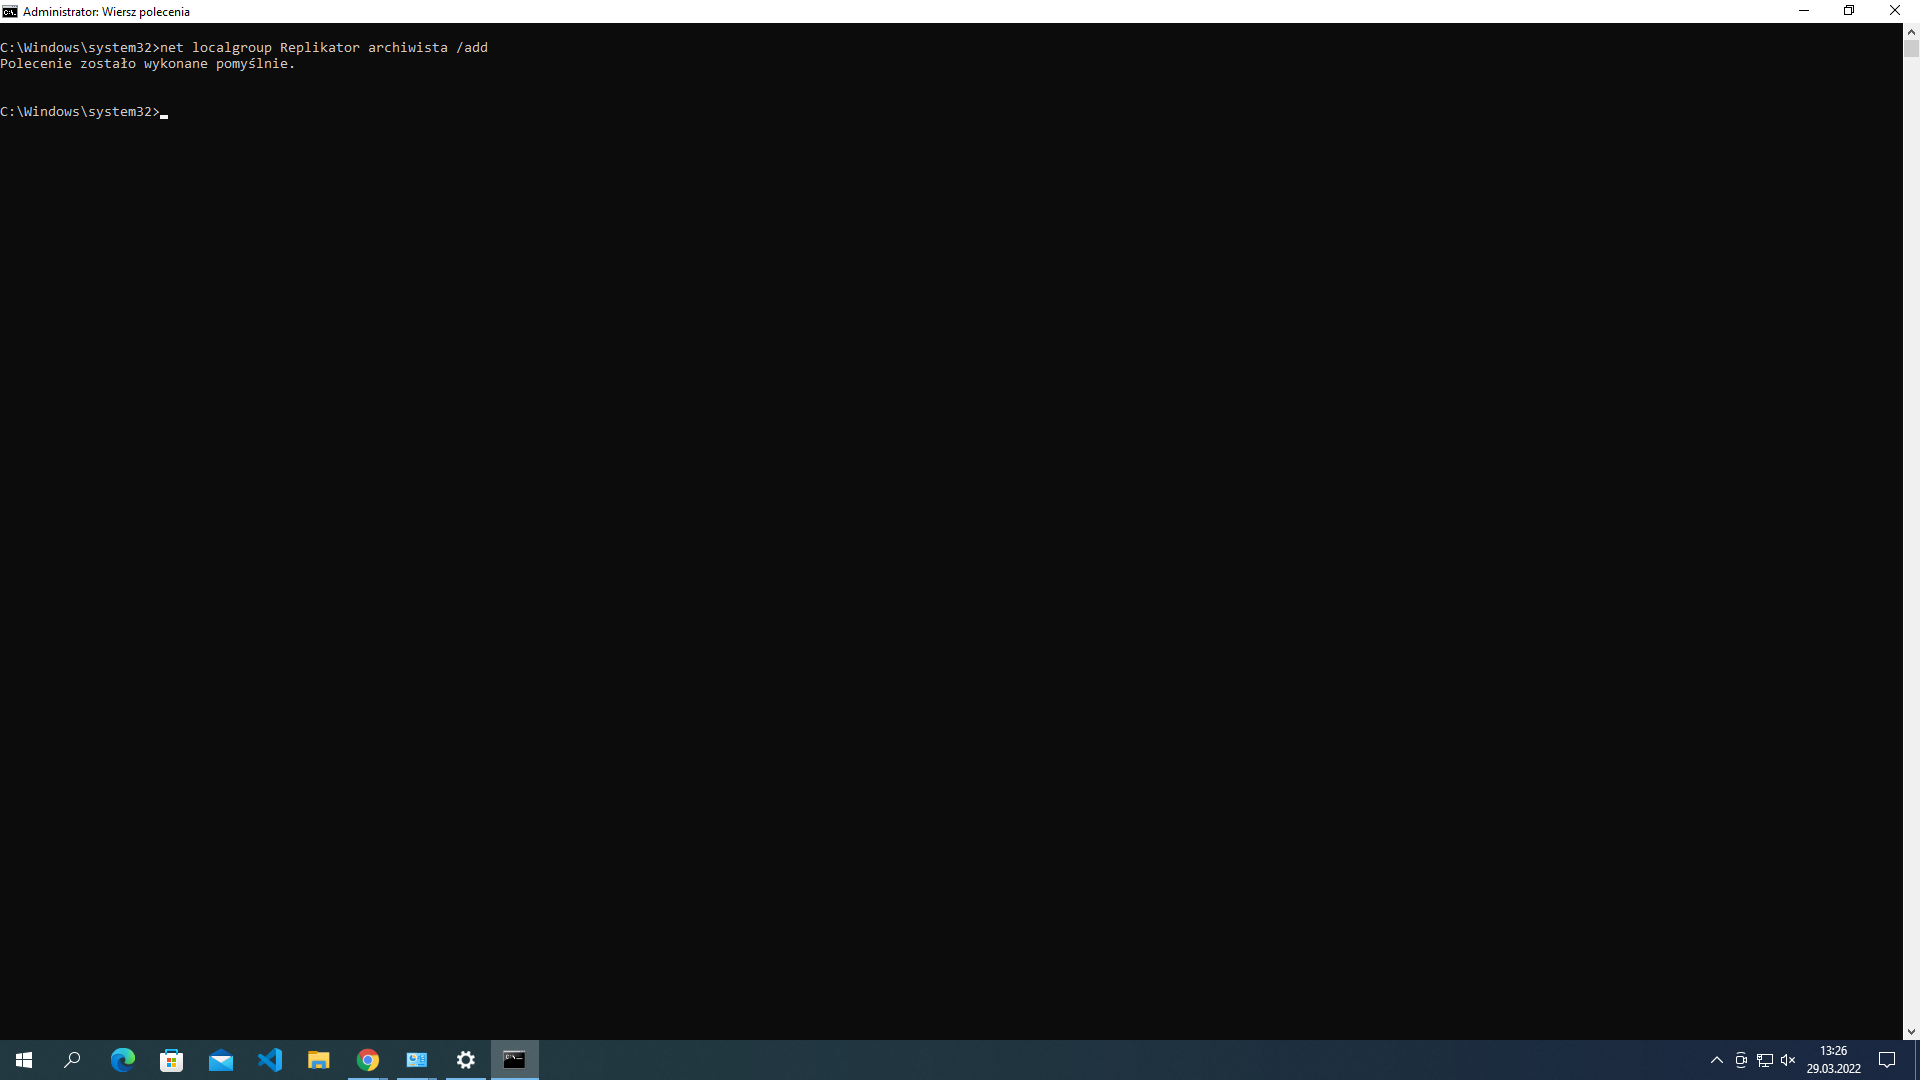 Administrator: Wiersz polecenia
C:\Windows\system32>net localgroup Replikator archiwista /add
Polecenie zostało wykonane pomyślnie.
C:\Windows\system32>
13:26
29.03.2022